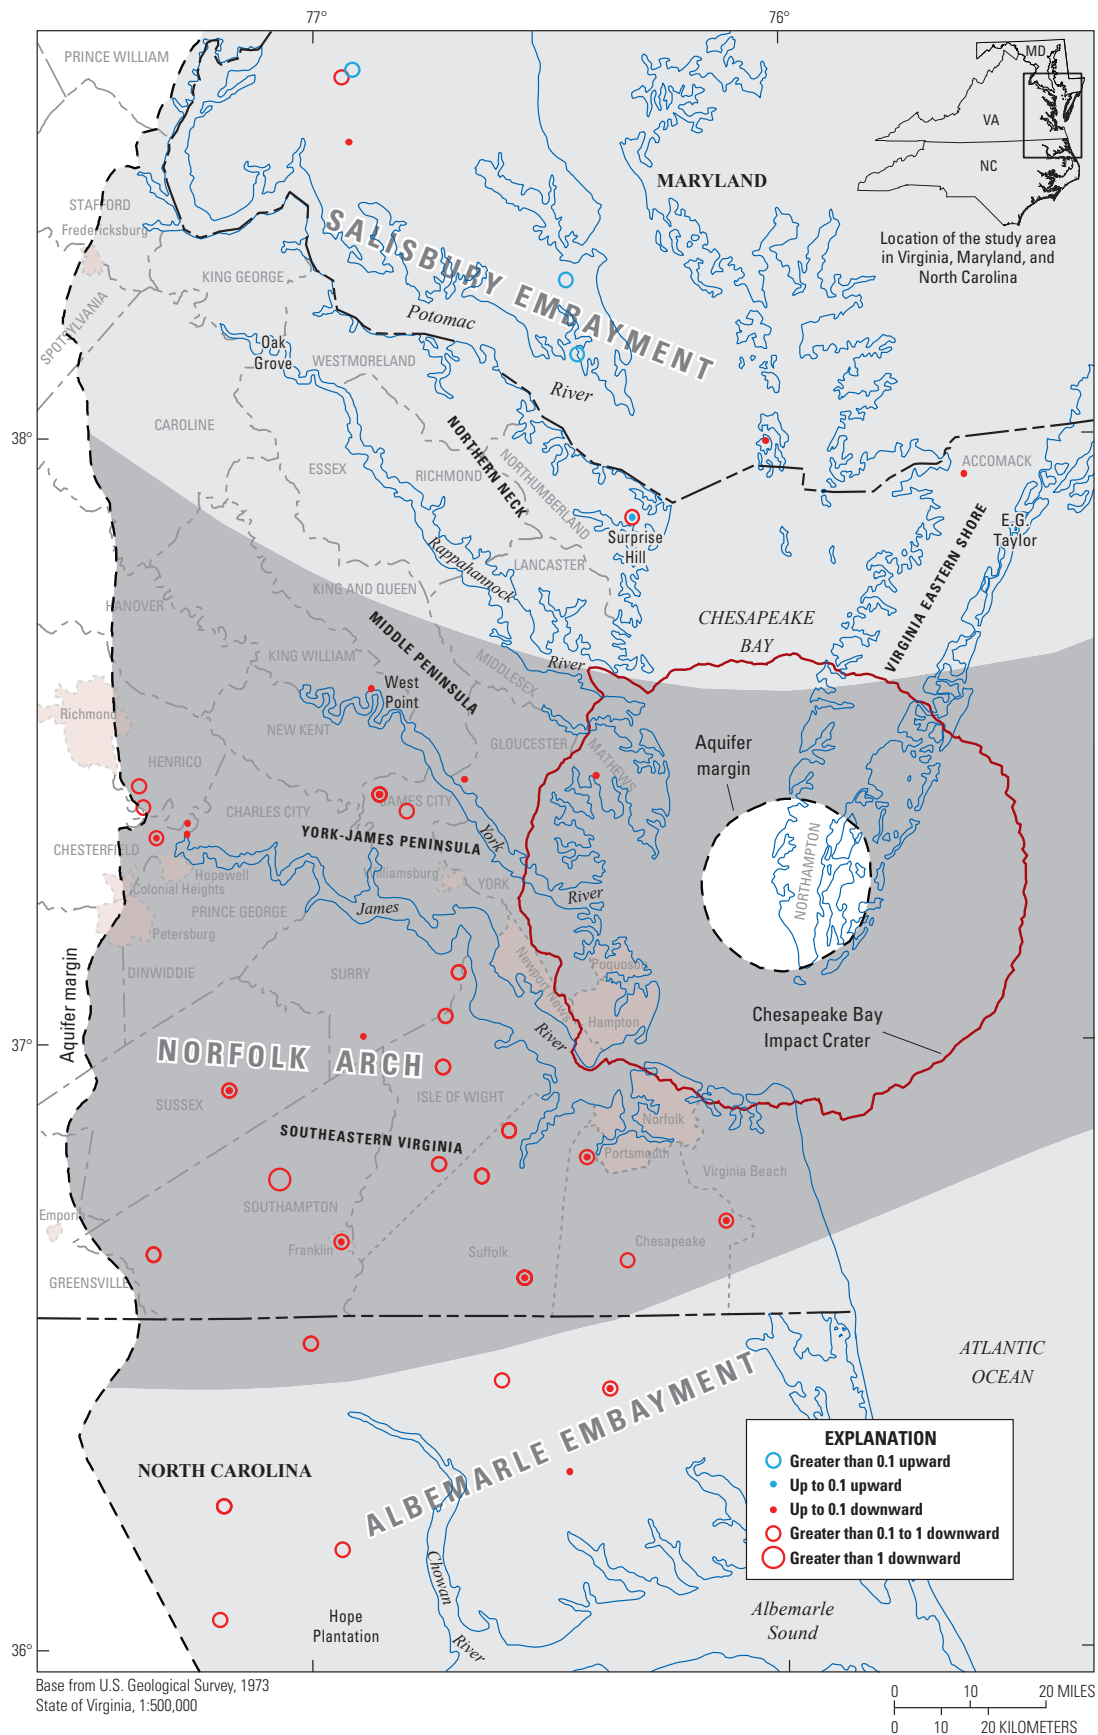 77°
76°
PRINCE WILLIAM
MD
VA
NC
MARYLAND
Location of the study area
in Virginia, Maryland, and
North Carolina
STAFFORD
Fredericksburg
SALISBURY EMBAYMENT
KING GEORGE
SPOTSYLVANIA
Potomac
River
Oak
Grove
WESTMORELAND
38°
CAROLINE
NORTHERN NECK
ESSEX
RICHMOND
NORTHUMBERLAND
ACCOMACK
Surprise
Hill
E.G.
Taylor
Rappahannock
River
LANCASTER
KING AND QUEEN
HANOVER
CHESAPEAKE
BAY
VIRGINIA EASTERN SHORE
MIDDLE PENINSULA
KING WILLIAM
MIDDLESEX
West
Point
Richmond
NEW KENT
GLOUCESTER
MATHEWS
Aquifer
margin
HENRICO
CHARLES CITY
JAMES CITY
YORK-JAMES PENINSULA
York
River
CHESTERFIELD
Hopewell
Colonial Heights
Williamsburg
YORK
NORTHAMPTON
PRINCE GEORGE
James
River
Petersburg
DINWIDDIE
SURRY
Newport News
Poquoson
Hampton
Chesapeake Bay
Impact Crater
Aquifer margin
37°
NORFOLK ARCH
SUSSEX
ISLE OF WIGHT
Norfolk
SOUTHEASTERN VIRGINIA
Portsmouth
Virginia Beach
SOUTHAMPTON
Emporia
Franklin
Suffolk
Chesapeake
GREENSVILLE
ATLANTIC
OCEAN
ALBEMARLE EMBAYMENT
NORTH CAROLINA
EXPLANATION
Greater than 0.1 upward
Up to 0.1 upward
Up to 0.1 downward
Greater than 0.1 to 1 downward
Greater than 1 downward
Chowan
River
Hope
Plantation
Albemarle
Sound
36°
Base from U.S. Geological Survey, 1973
State of Virginia, 1:500,000
0 10 20 MILES
0 10 20 KILOMETERS